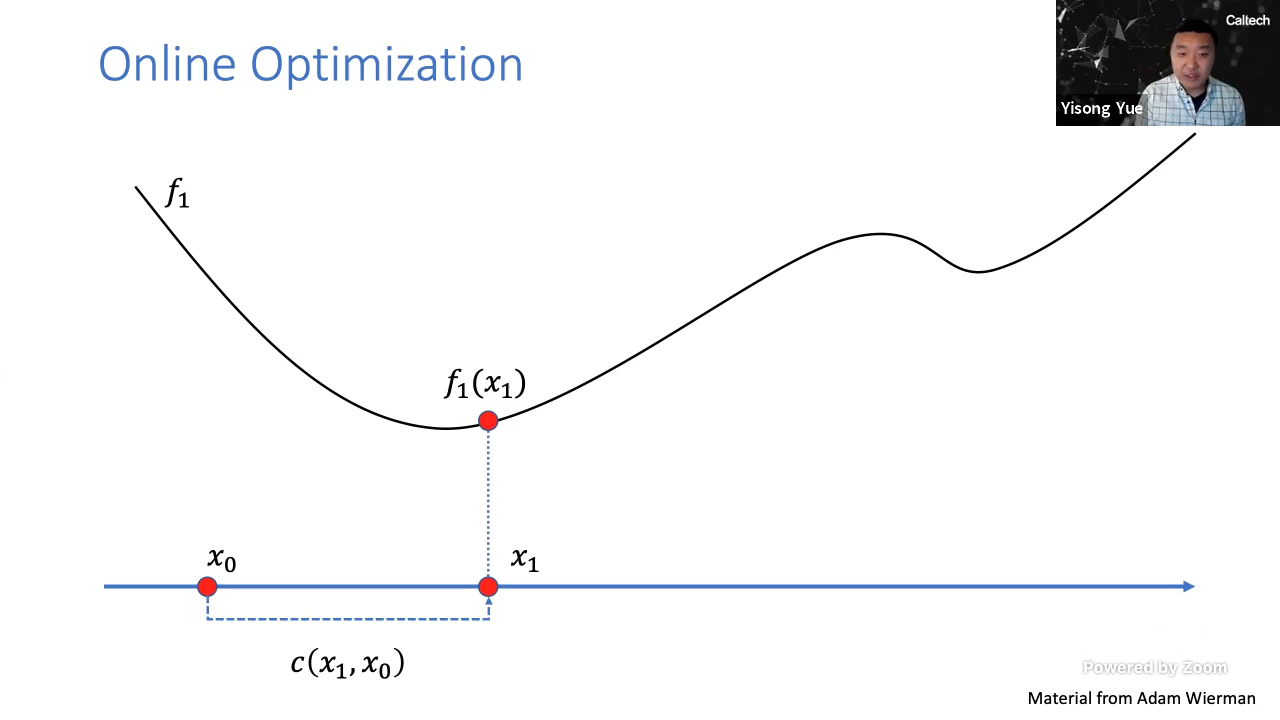 Online Optimization
Caltech
Yisong Yue
f₁
f₁(x₁)
x₀
x₁
c(x₁, x₀)
Powered by Zoom
Material from Adam Wierman